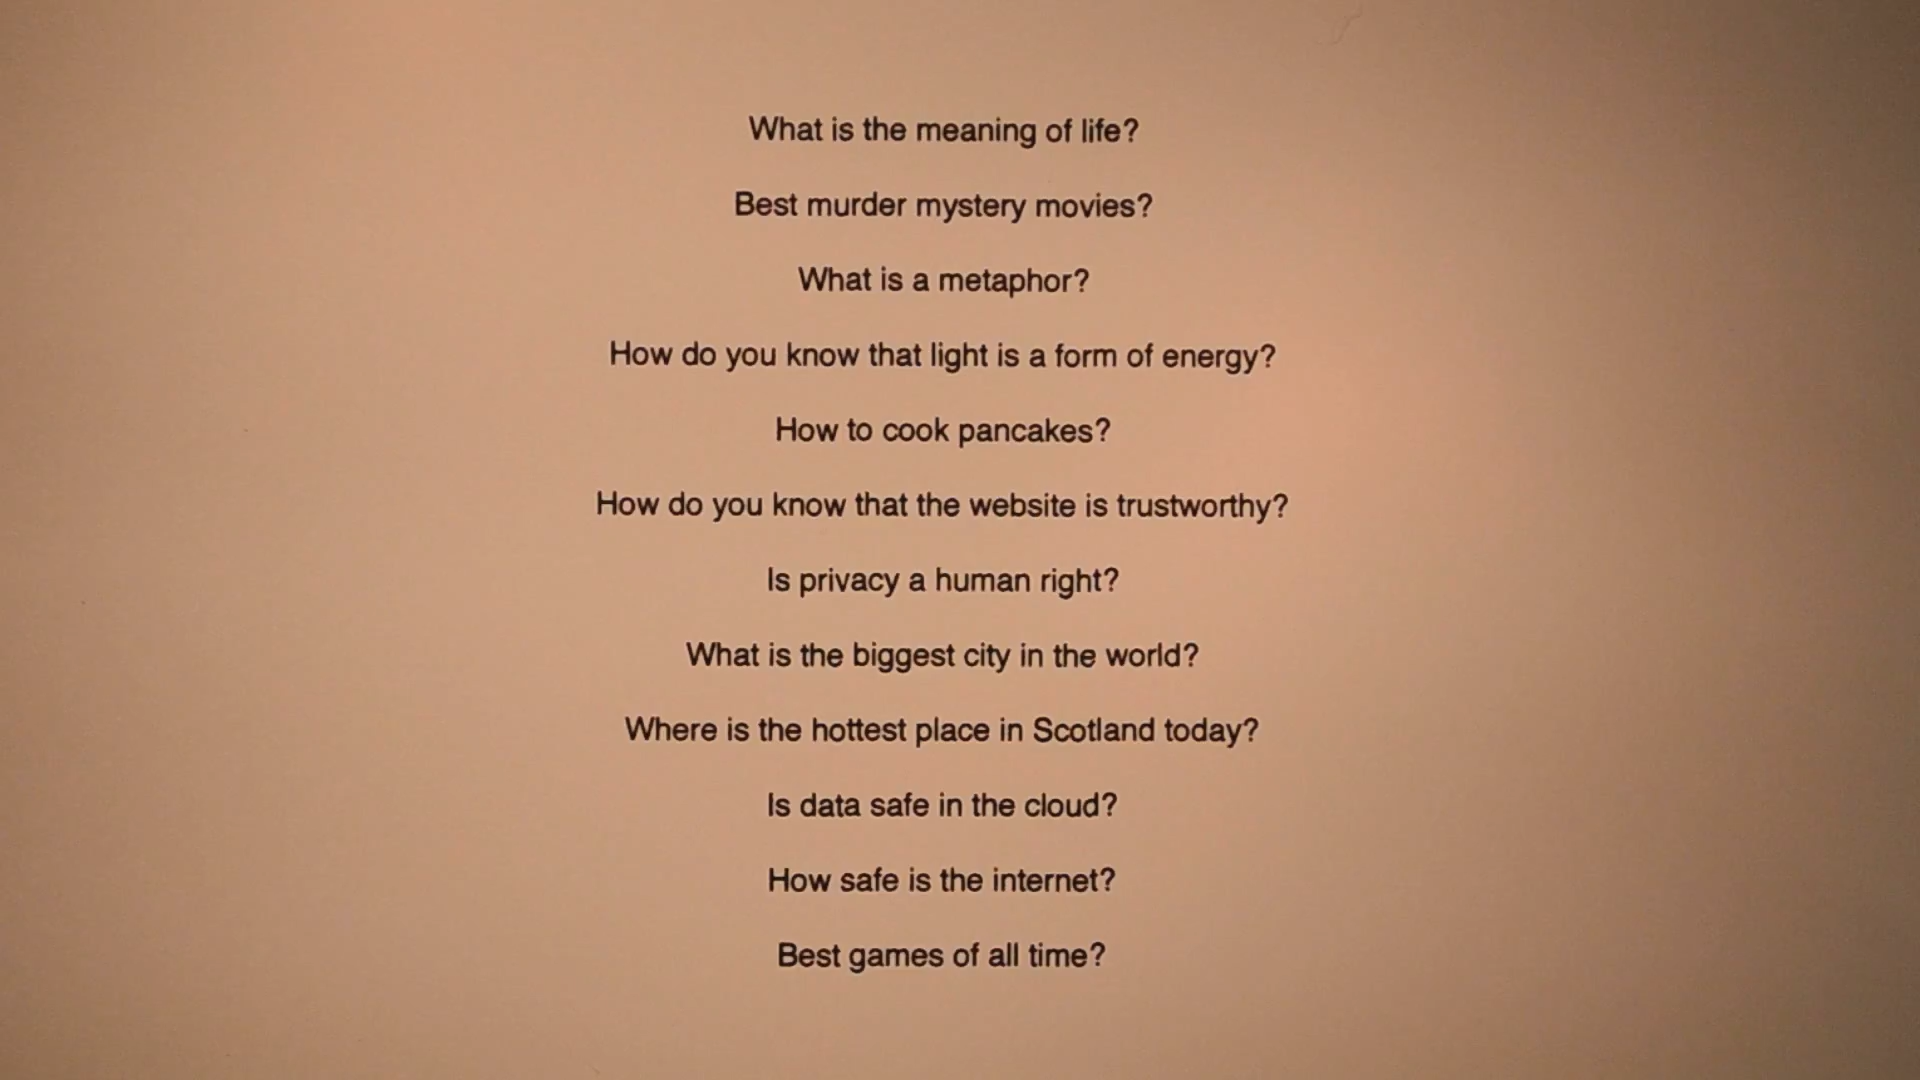 What is the meaning of life?
Best murder mystery movies?
What is a metaphor?
How do you know that light is a form of energy?
How to cook pancakes?
How do you know that the website is trustworthy?
Is privacy a human right?
What is the biggest city in the world?
Where is the hottest place in Scotland today?
Is data safe in the cloud?
How safe is the internet?
Best games of all time?